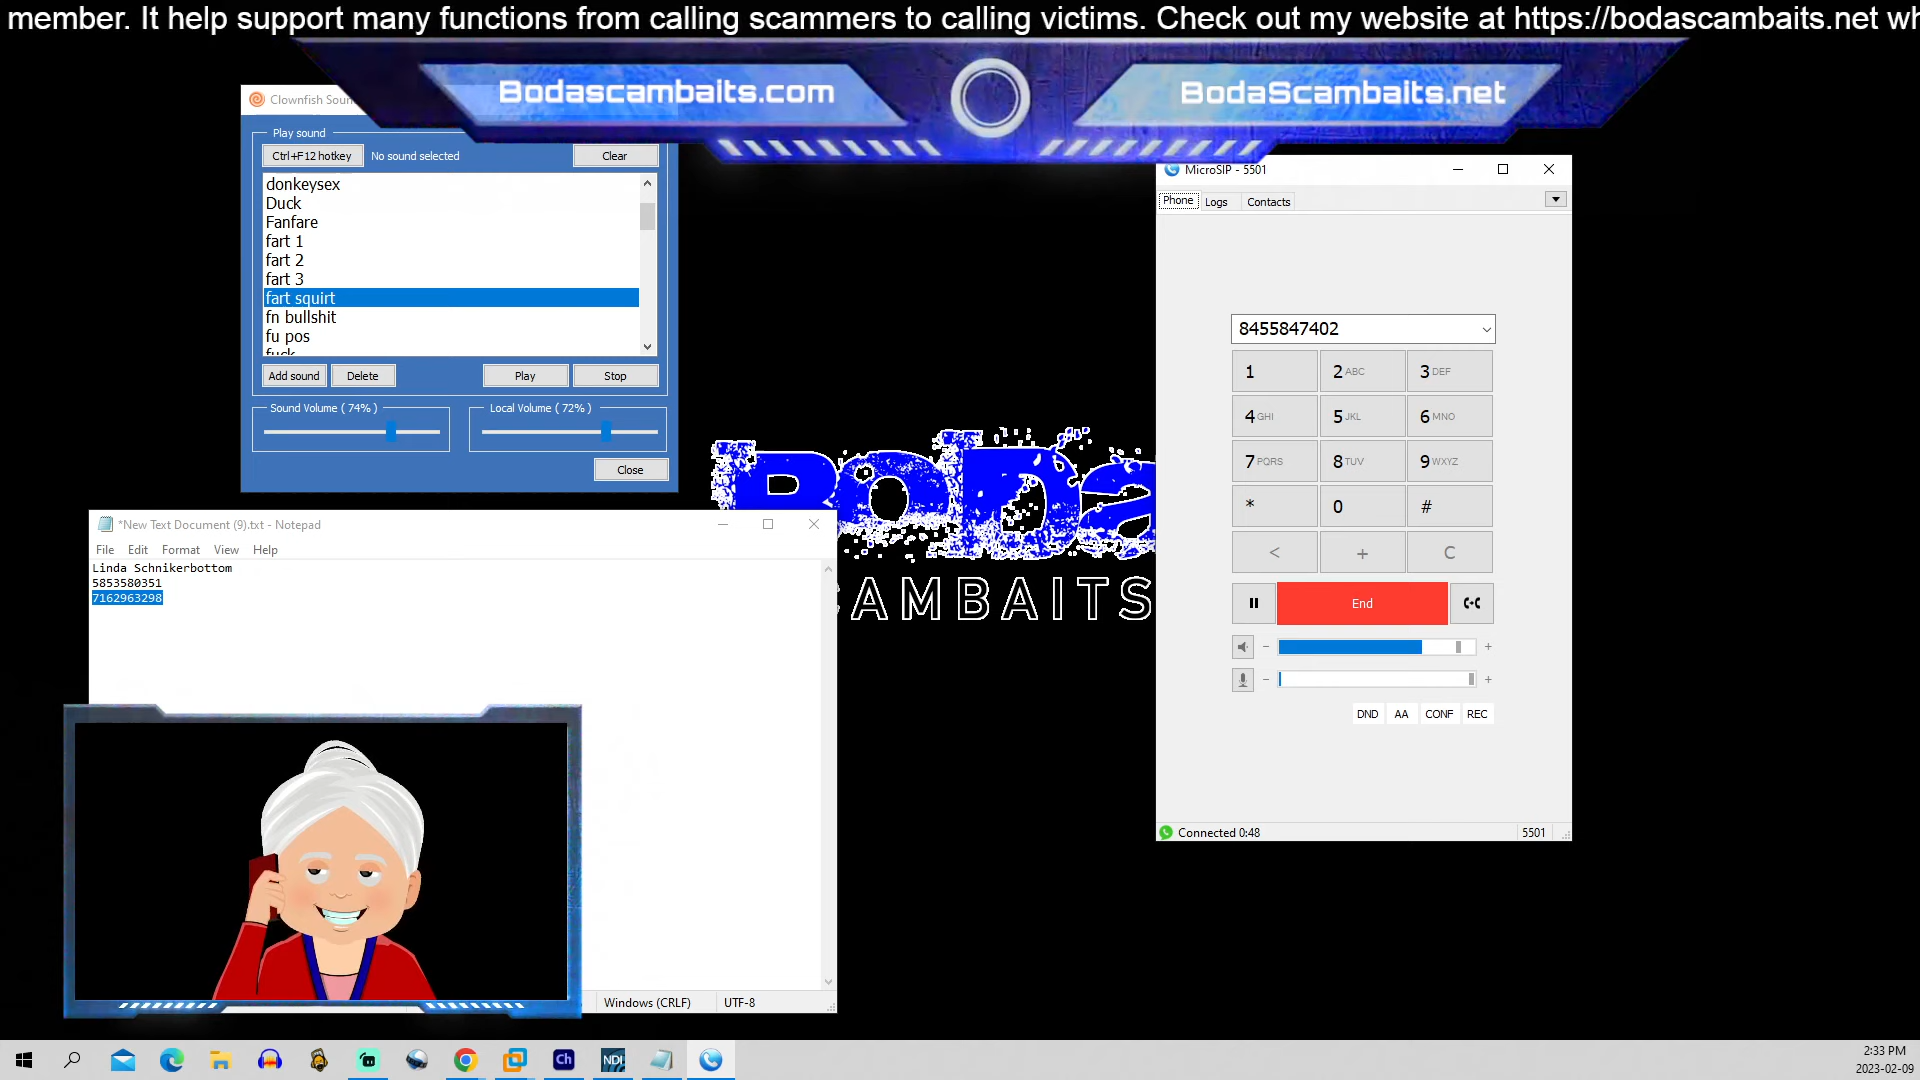 member. It help support many functions from calling scammers to calling victims. Check out my website at https://bodascambaits.net wh
Bodascambaits.com
BodaScambaits.net
Clownfish Soun
Play sound
Ctrl+F12 hotkey No sound selected Clear
donkeysex
Duck
Fanfare
fart 1
fart 2
fart 3
fart squirt
fn bullshit
fu pos
fuck
Add sound Delete Play Stop
Sound Volume ( 74% ) Local Volume ( 72% )
Close
MicroSIP - 5501
Phone Logs Contacts
8455847402
1 2 ABC 3 DEF
4 GHI 5 JKL 6 MNO
7 PQRS 8 TUV 9 WXYZ
* 0 #
< + C
End
- +
- +
DND AA CONF REC
Connected 0:48 5501
BoDa
CAMBAITS
*New Text Document (9).txt - Notepad
File Edit Format View Help
Linda Schnikerbottom
5853580351
7162963298
Windows (CRLF) UTF-8
Ch
NDI
2:33 PM
2023-02-09